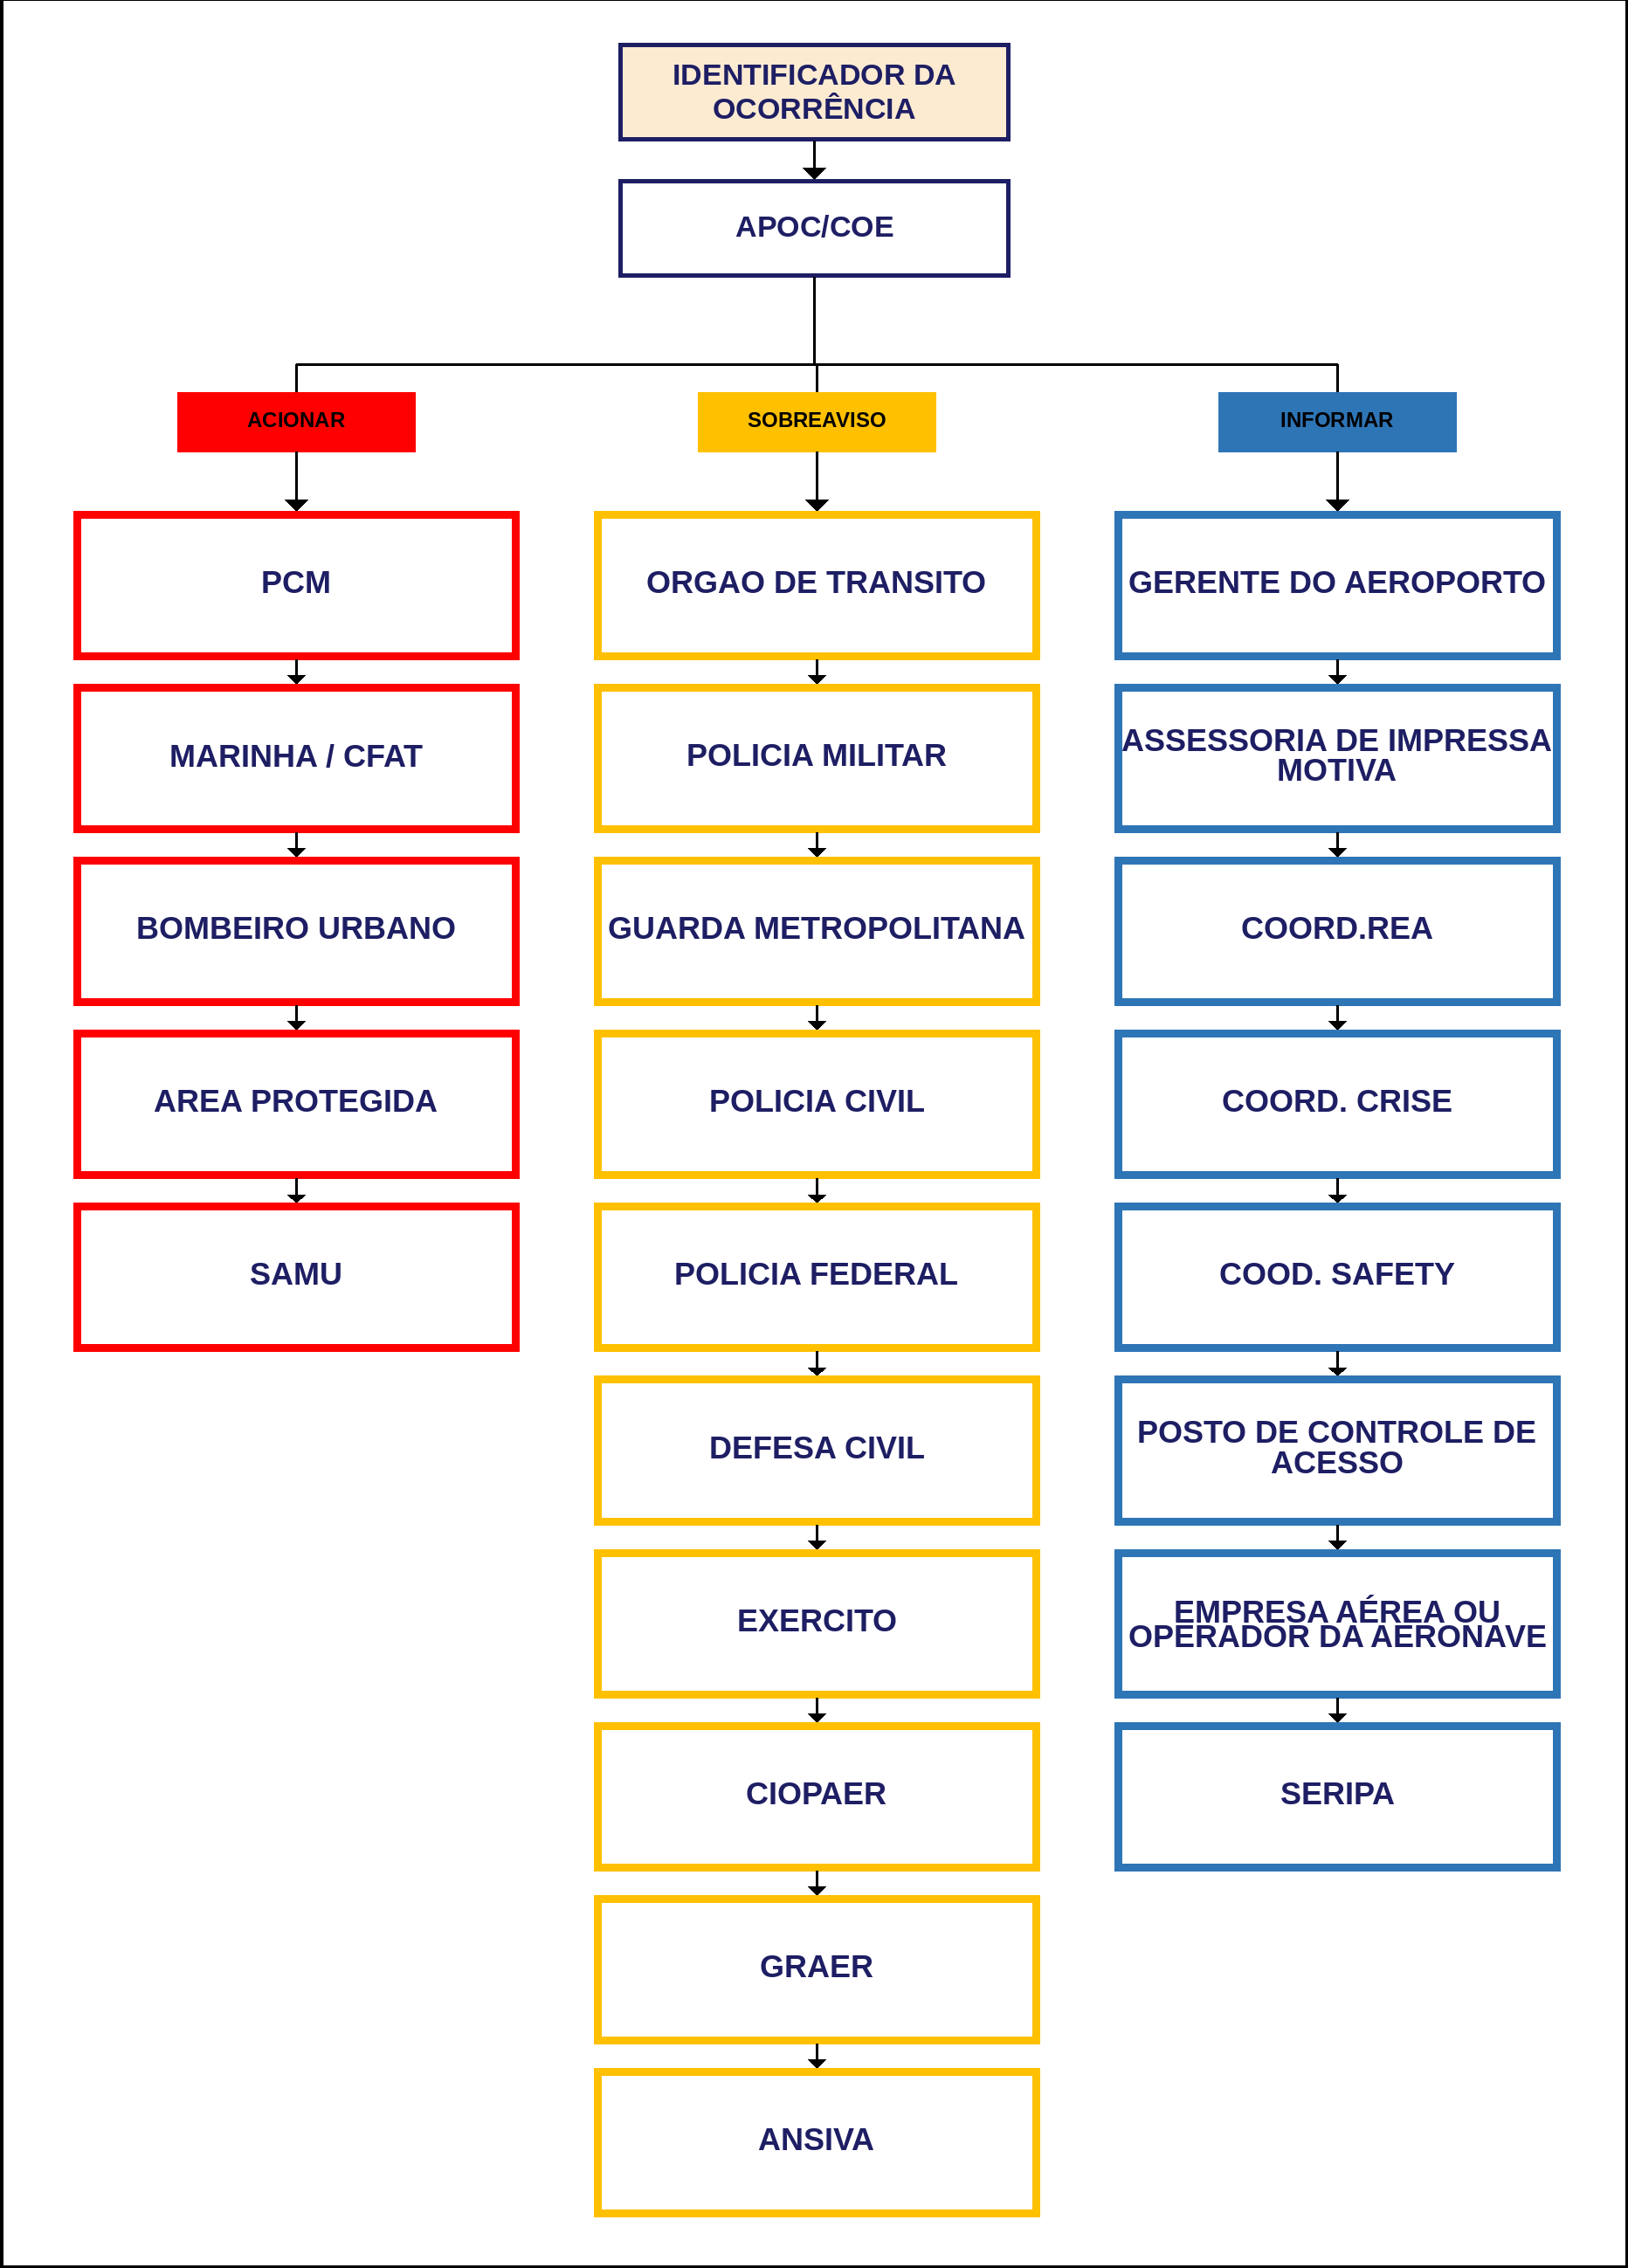 IDENTIFICADOR DA
OCORRÊNCIA
APOC/COE
ACIONAR
SOBREAVISO
INFORMAR
PCM
MARINHA / CFAT
BOMBEIRO URBANO
AREA PROTEGIDA
SAMU
ORGAO DE TRANSITO
POLICIA MILITAR
GUARDA METROPOLITANA
POLICIA CIVIL
POLICIA FEDERAL
DEFESA CIVIL
EXERCITO
CIOPAER
GRAER
ANSIVA
GERENTE DO AEROPORTO
ASSESSORIA DE IMPRESSA
MOTIVA
COORD.REA
COORD. CRISE
COOD. SAFETY
POSTO DE CONTROLE DE
ACESSO
EMPRESA AÉREA OU
OPERADOR DA AERONAVE
SERIPA